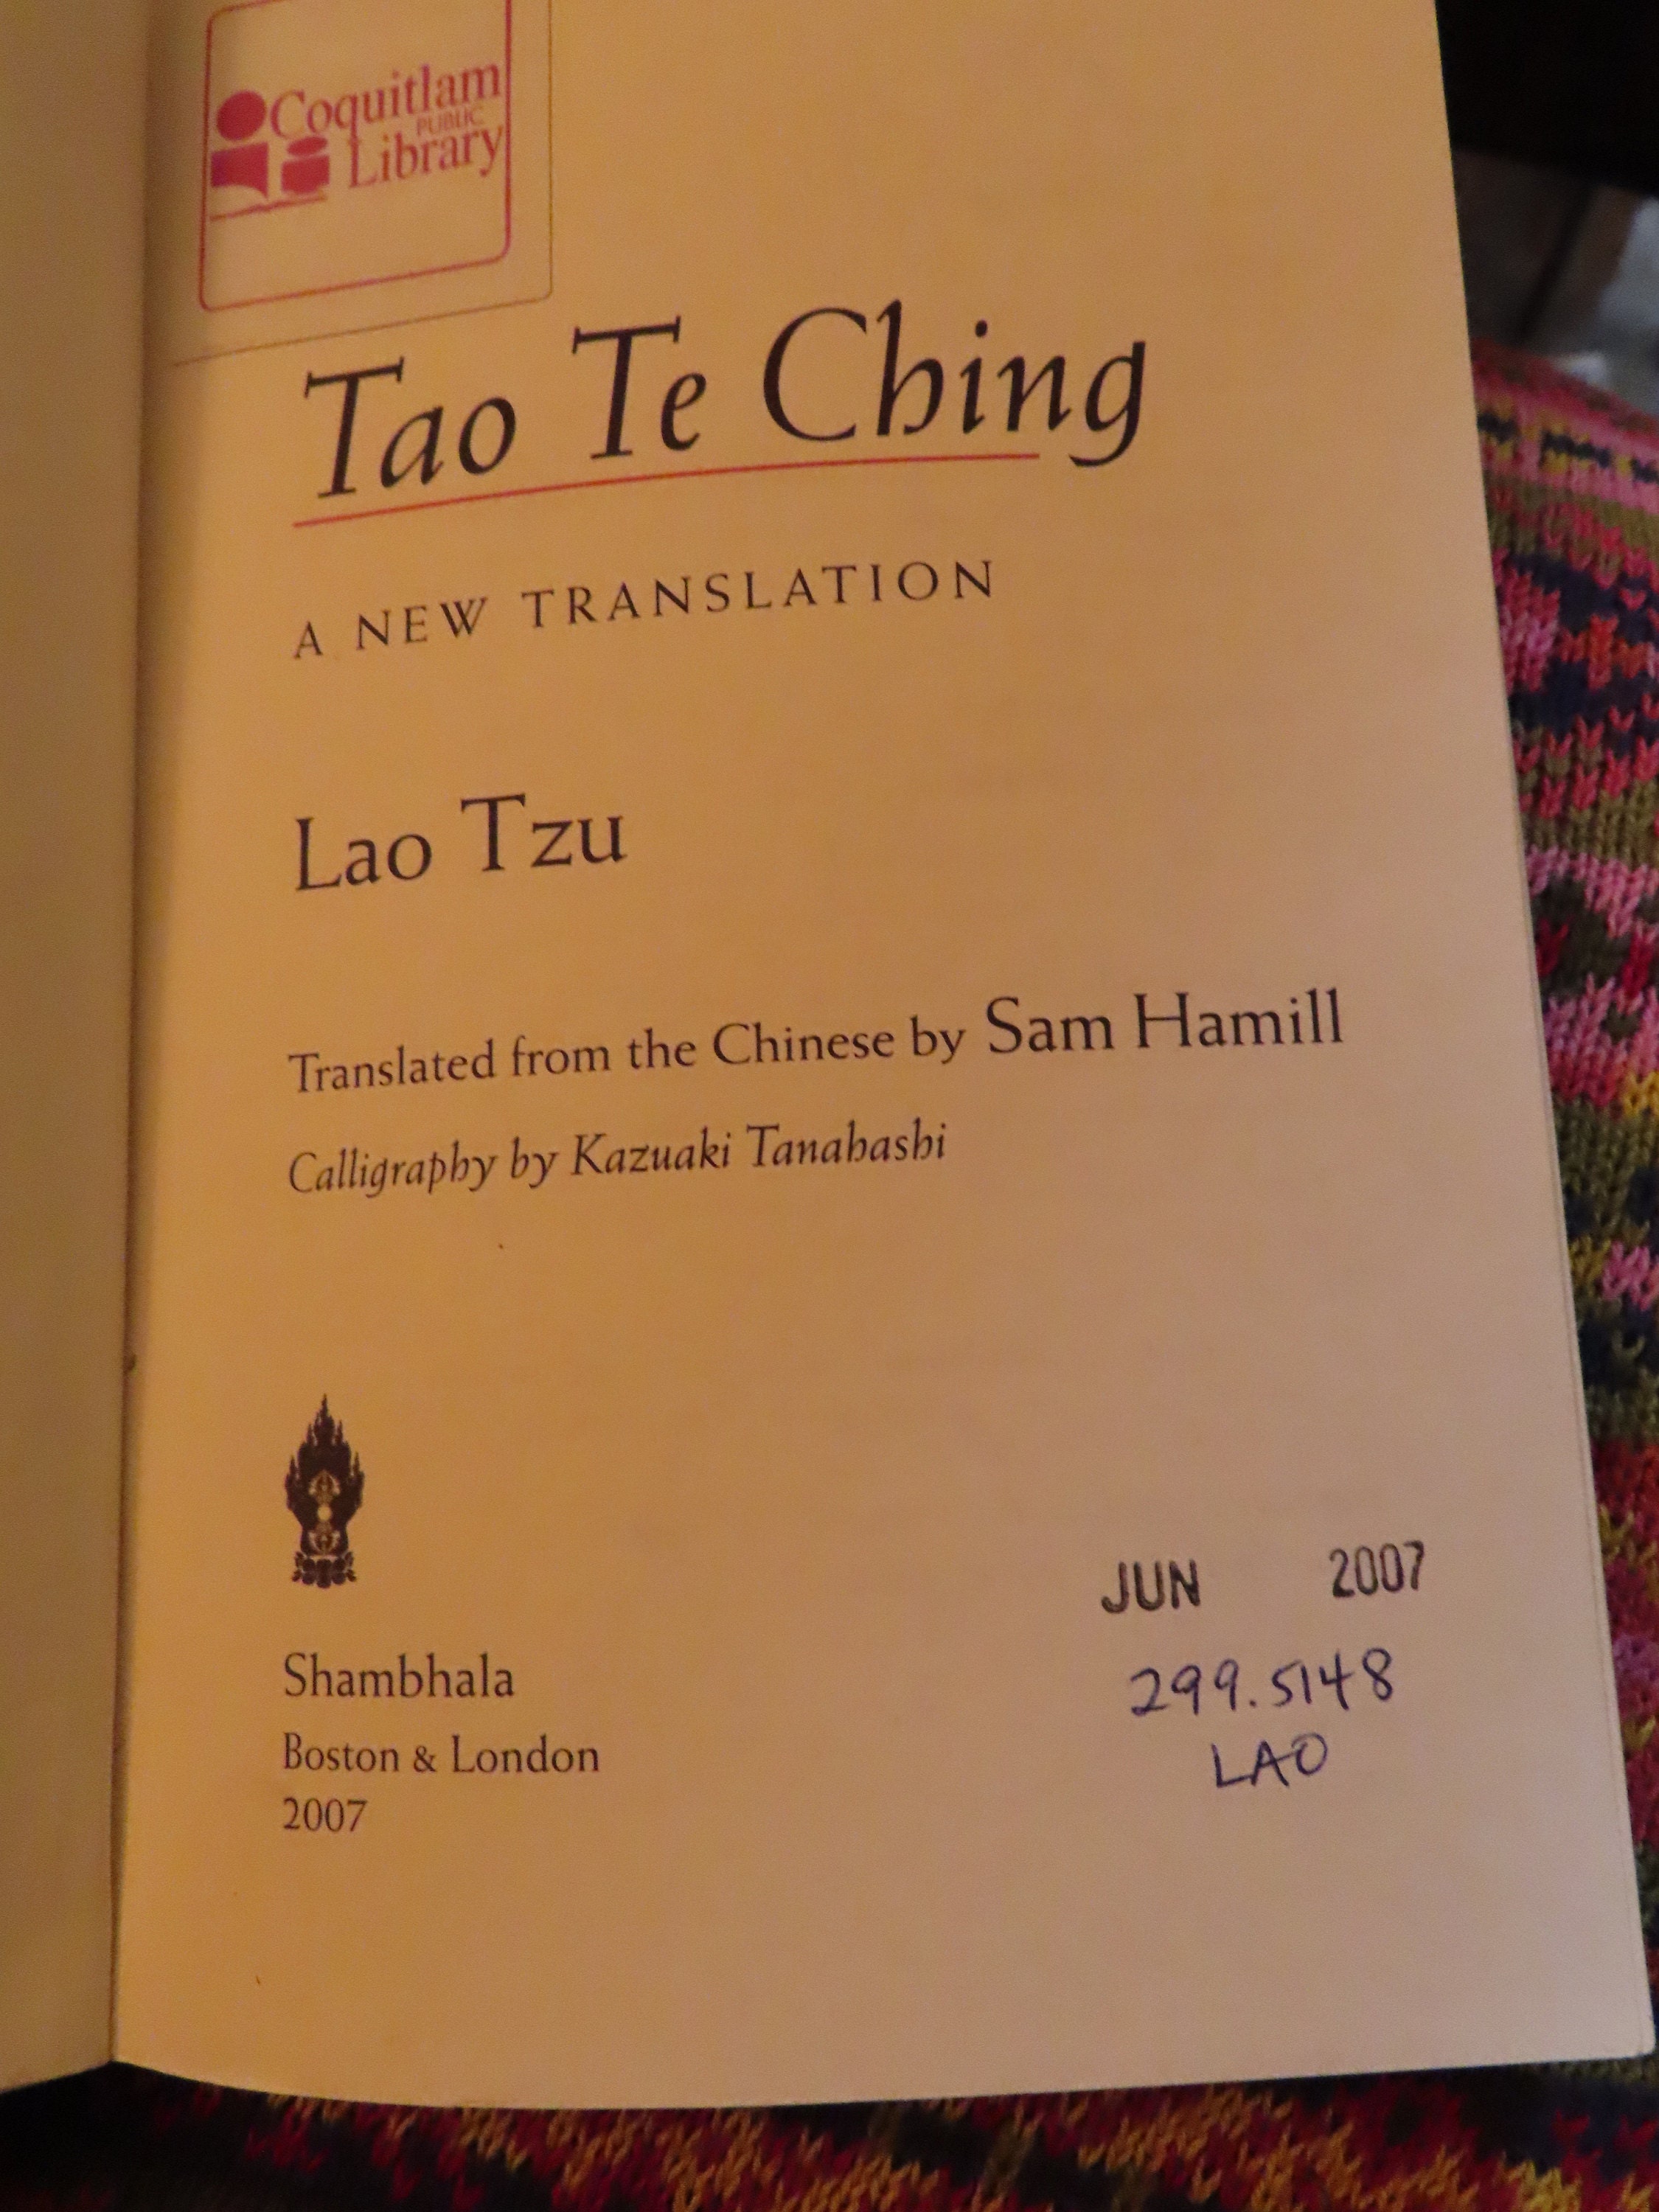 Coquitlam
PUBLIC
Library
Tao Te Ching
A NEW TRANSLATION
Lao Tzu
Translated from the Chinese by Sam Hamill
Calligraphy by Kazuaki Tanahashi
JUN 2007
299.5148
LAO
Shambhala
Boston & London
2007